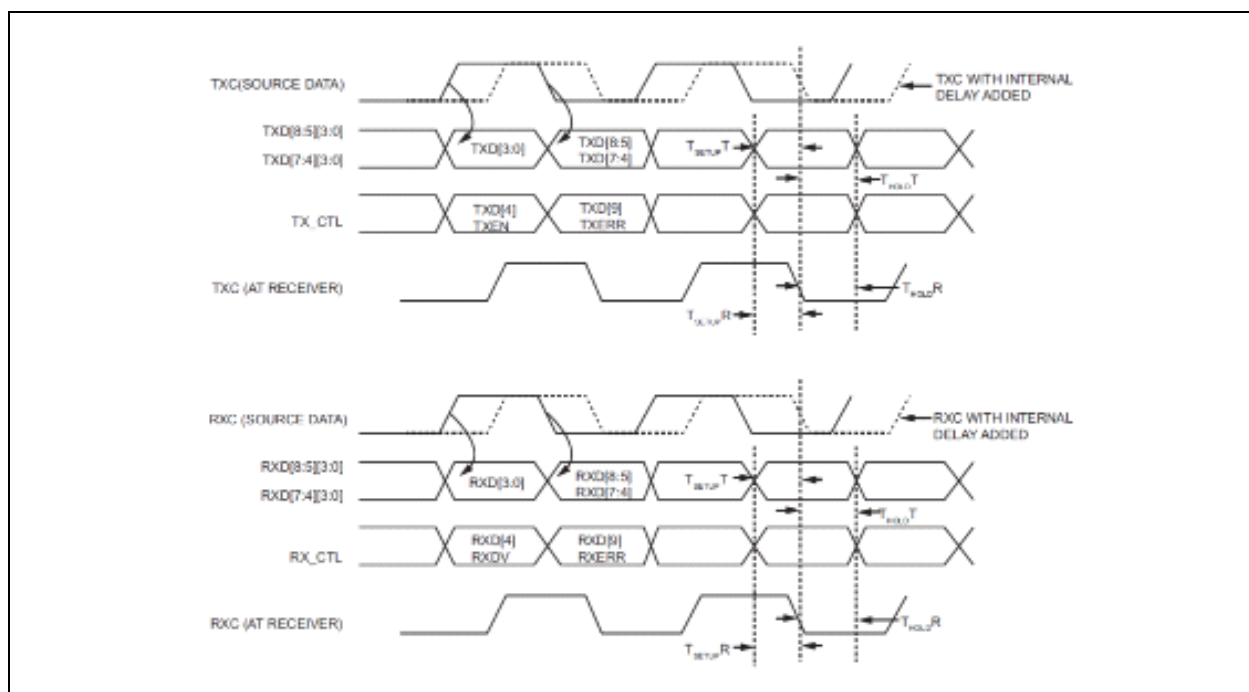 TXC(SOURCE DATA)
TXC WITH INTERNAL
DELAY ADDED
TXD[8:5][3:0]
TXD[7:4][3:0]
TXD[3:0]
TXD[8:5]
TXD[7:4]
TSETUPT
THOLDT
TX_CTL
TXD[4]
TXEN
TXD[9]
TXERR
TXC (AT RECEIVER)
THOLDR
TSETUPR
RXC (SOURCE DATA)
RXC WITH INTERNAL
DELAY ADDED
RXD[8:5][3:0]
RXD[7:4][3:0]
RXD[3:0]
RXD[8:5]
RXD[7:4]
TSETUPT
THOLDT
RX_CTL
RXD[4]
RXDV
RXD[9]
RXERR
RXC (AT RECEIVER)
THOLDR
TSETUPR